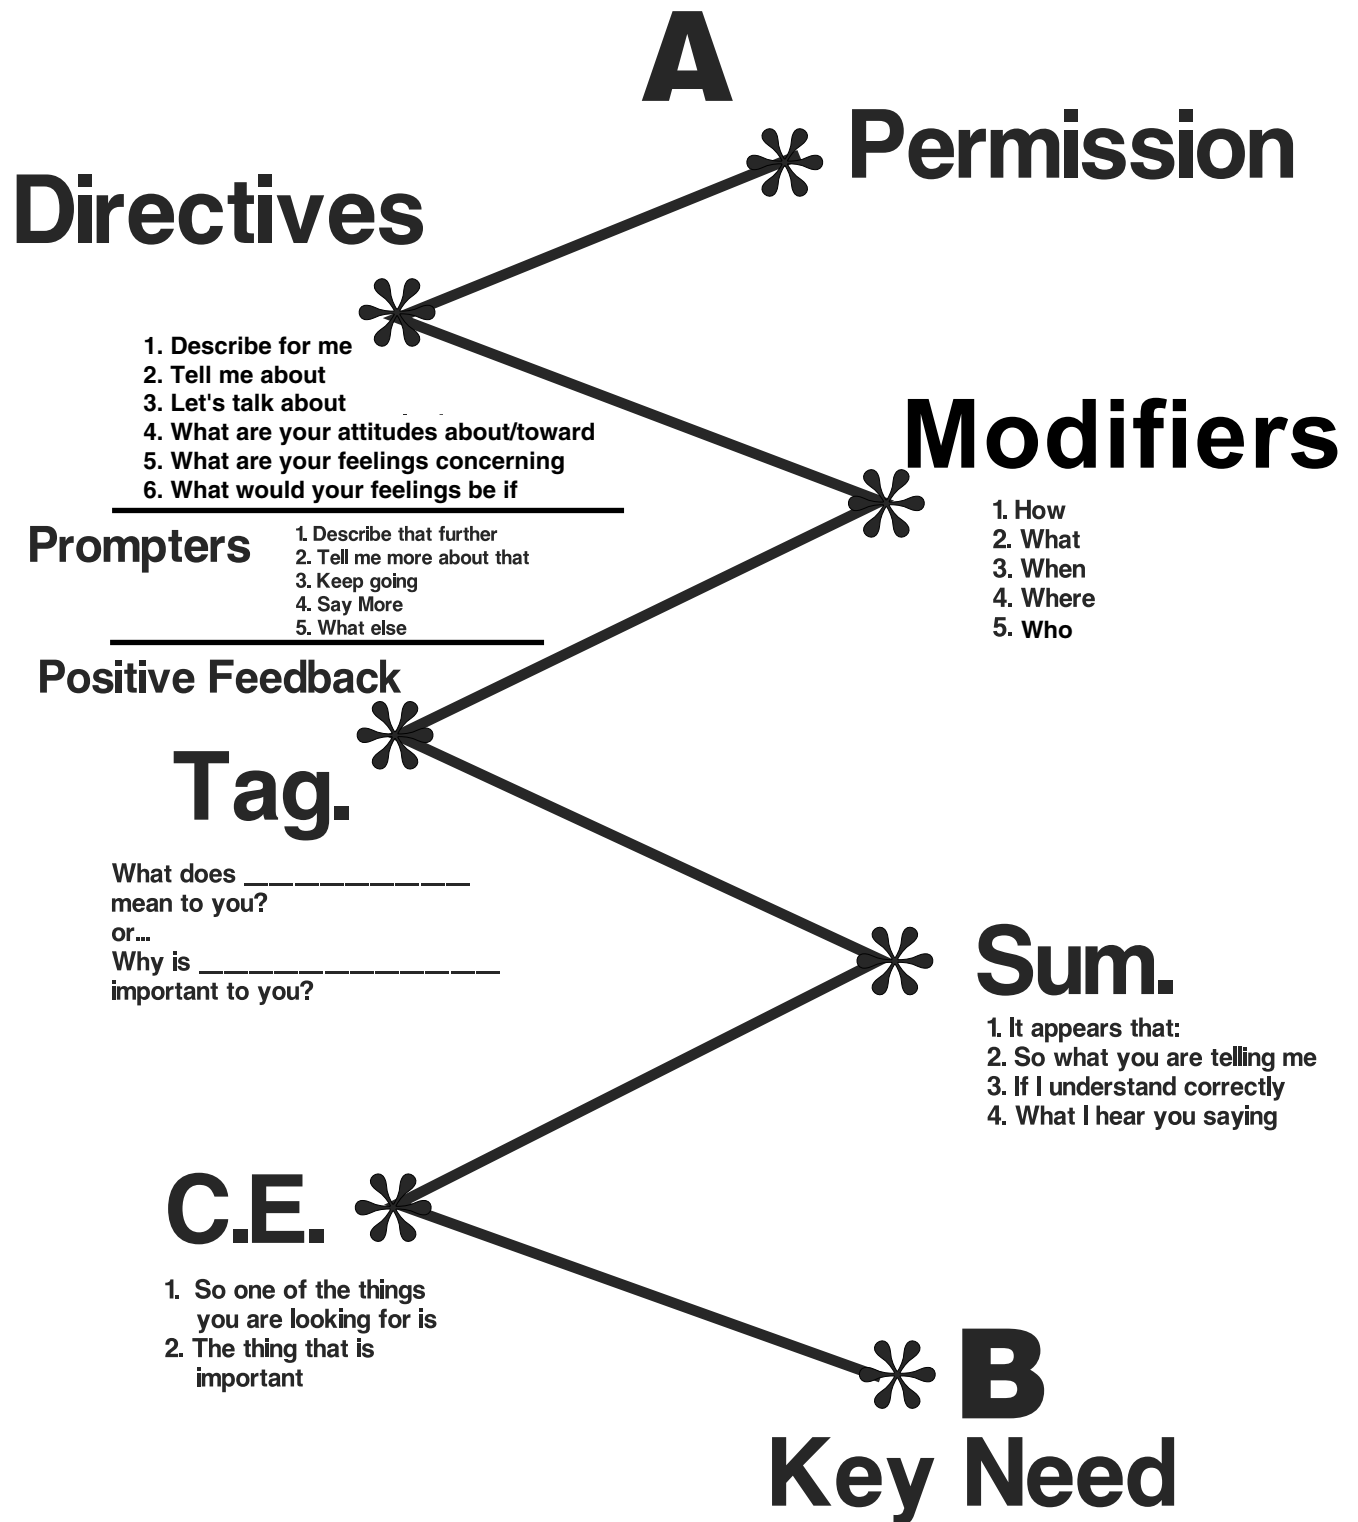 A
Permission
Directives
1. Describe for me
2. Tell me about
3. Let's talk about
4. What are your attitudes about/toward
5. What are your feelings concerning
6. What would your feelings be if
Modifiers
1. How
2. What
3. When
4. Where
5. Who
Prompters
1. Describe that further
2. Tell me more about that
3. Keep going
4. Say More
5. What else
Positive Feedback
Tag.
What does _ _ _ _ _ _ _ _ _
mean to you?
or...
Why is _ _ _ _ _ _ _ _ _ _ _ _
important to you?
Sum.
1. It appears that:
2. So what you are telling me
3. If I understand correctly
4. What I hear you saying
C.E.
1. So one of the things
you are looking for is
2. The thing that is
important
B
Key Need